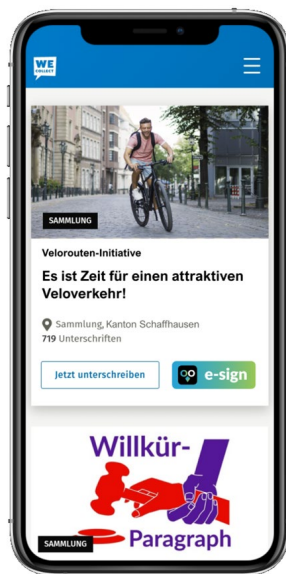 WE
COLLECT
SAMMLUNG
Velorouten-Initiative
Es ist Zeit für einen attraktiven
Veloverkehr!
Sammlung, Kanton Schaffhausen
719 Unterschriften
Jetzt unterschreiben
e-sign
Willkür-
SAMMLUNG
Paragraph